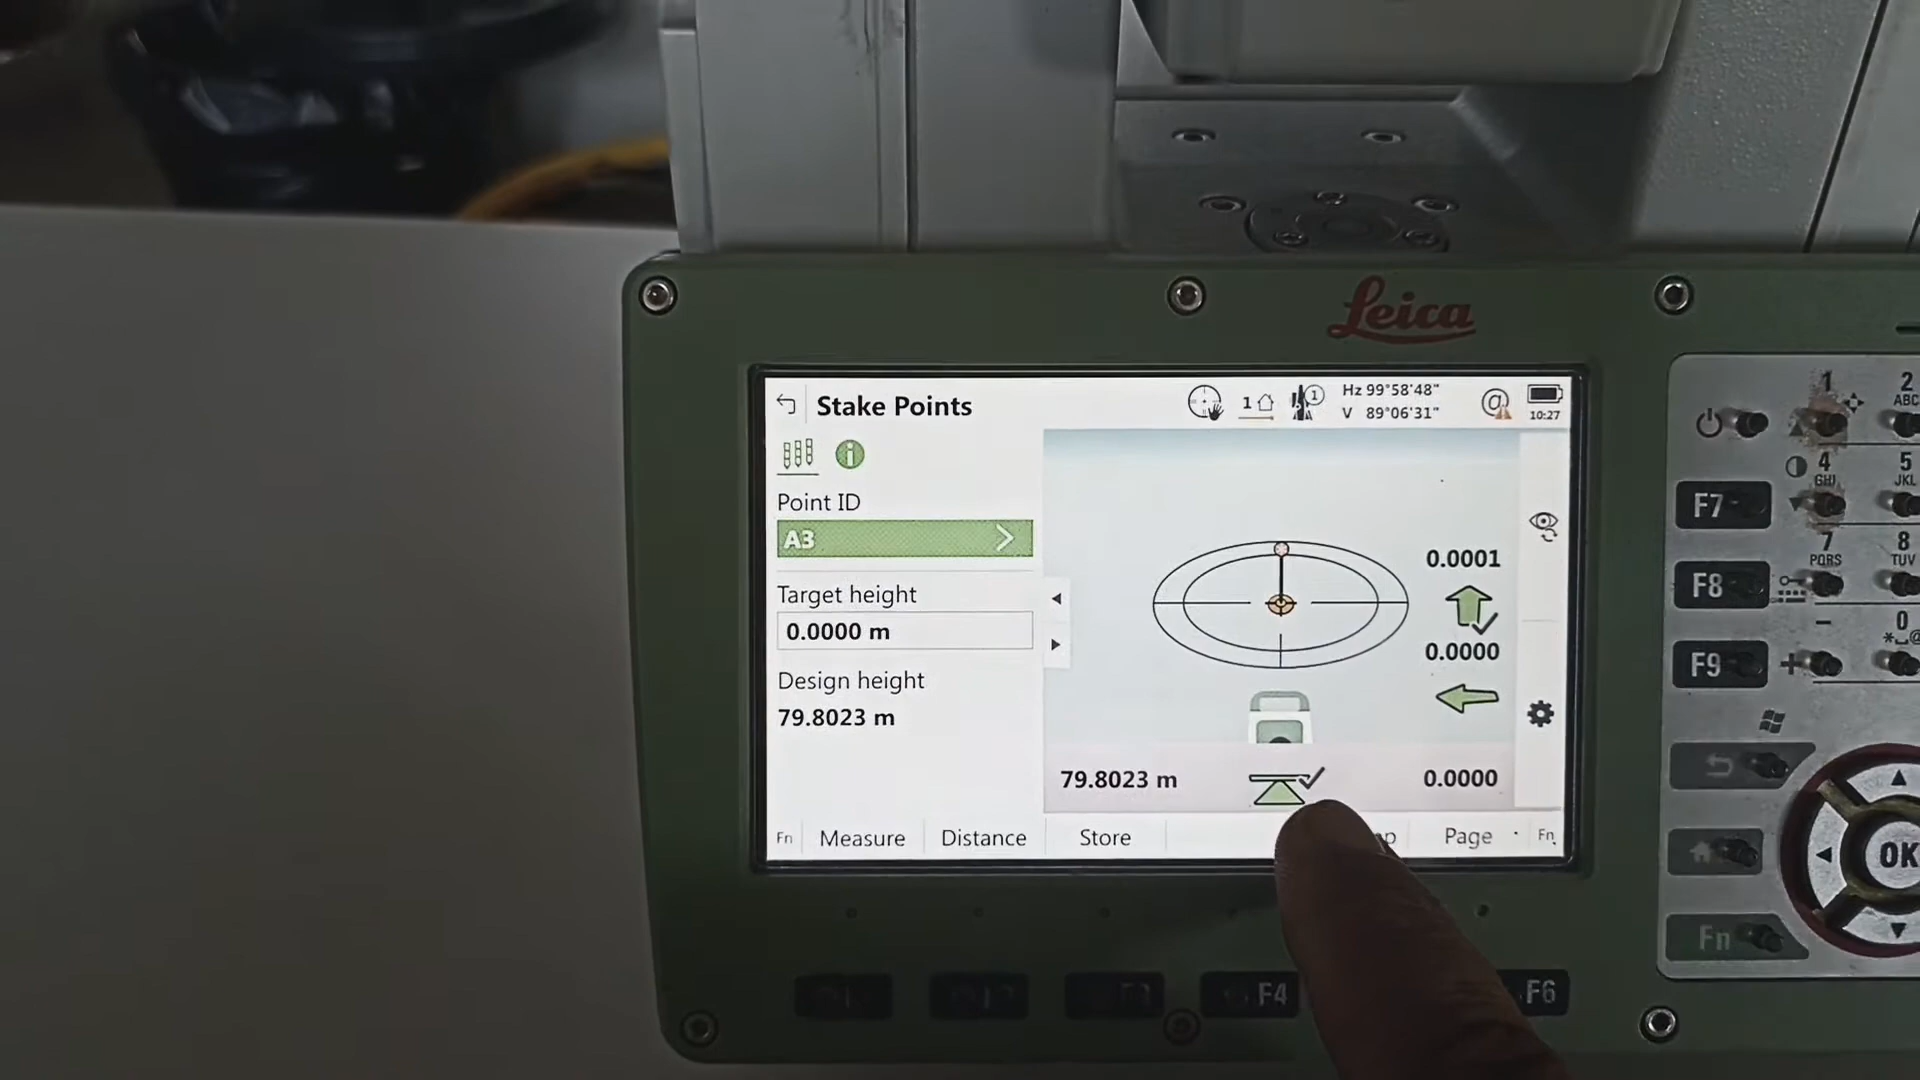 Leica
Stake Points
1
1
Hz 99°58'48"
V 89°06'31"
@
10:27
i
Point ID
A3
Target height
0.0000 m
Design height
79.8023 m
0.0001
0.0000
79.8023 m
0.0000
Fn
Measure
Distance
Store
Page
Fn
F4
F6
1
2
ABC
F7
4
GHI
5
JKL
F8
7
PQRS
8
TUV
F9
+
-
0
OK
Fn